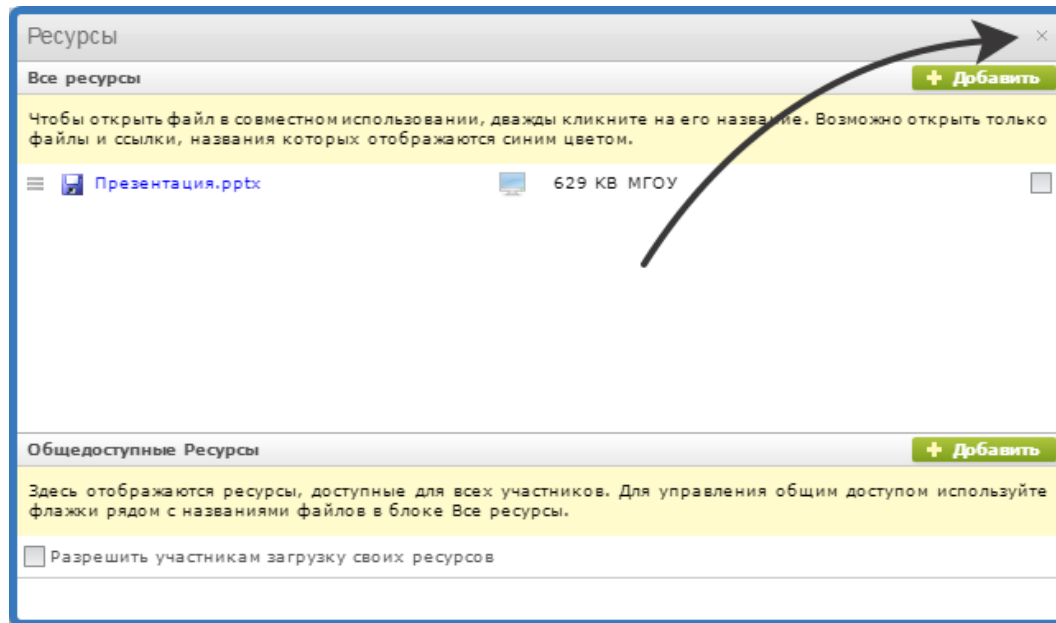 Ресурсы
Все ресурсы
Добавить
Чтобы открыть файл в совместном использовании, дважды кликните на его название. Возможно открыть только
файлы и ссылки, названия которых отображаются синим цветом.
Презентация.pptx 629 KB МГОУ
Общедоступные Ресурсы
Добавить
Здесь отображаются ресурсы, доступные для всех участников. Для управления общим доступом используйте
флажки рядом с названиями файлов в блоке Все ресурсы.
Разрешить участникам загрузку своих ресурсов